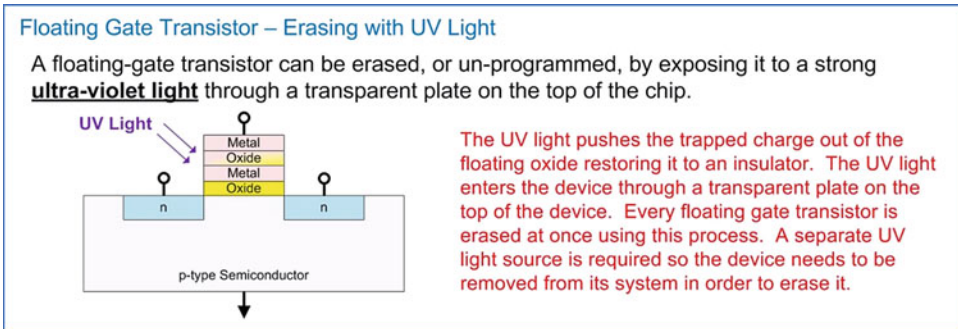 Floating Gate Transistor – Erasing with UV Light
A floating-gate transistor can be erased, or un-programmed, by exposing it to a strong
ultra-violet light through a transparent plate on the top of the chip.
UV Light
Metal
Oxide
Metal
Oxide
n
n
p-type Semiconductor
The UV light pushes the trapped charge out of the
floating oxide restoring it to an insulator. The UV light
enters the device through a transparent plate on the
top of the device. Every floating gate transistor is
erased at once using this process. A separate UV
light source is required so the device needs to be
removed from its system in order to erase it.